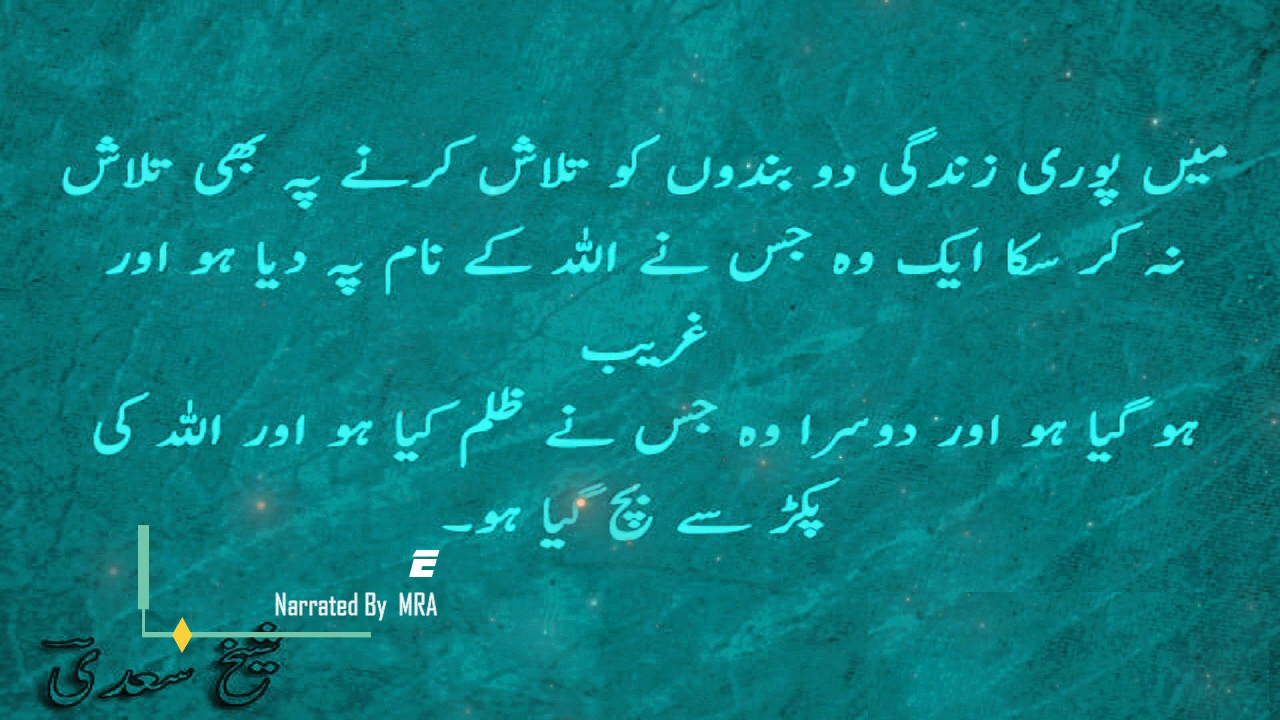 میں پوری زندگی دو بندوں کو تلاش کرنے پہ بھی تلاش
نہ کر سکا ایک وہ جس نے اللہ کے نام پہ دیا ہو اور
غریب
ہو گیا ہو اور دوسرا وہ جس نے ظلم کیا ہو اور اللہ کی
پکڑ سے بچ گیا ہو۔
E
Narrated By MRA
شیخ سعدیؒ